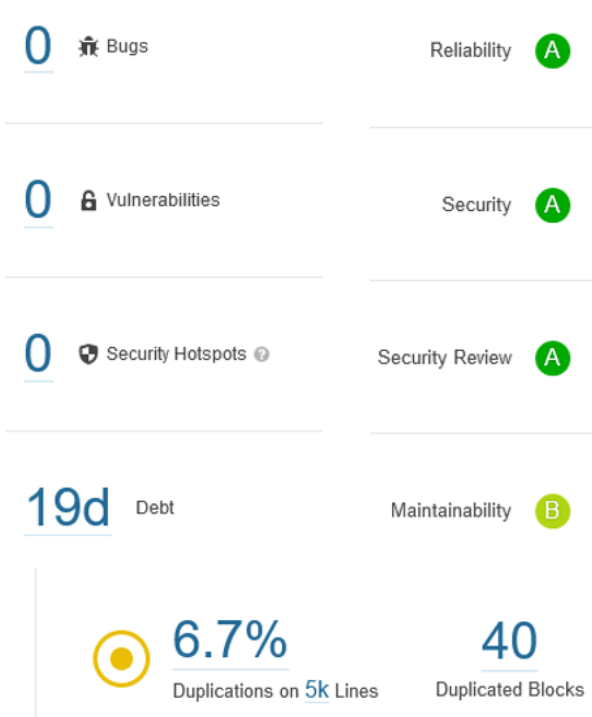 0 Bugs Reliability A
0 Vulnerabilities Security A
0 Security Hotspots ? Security Review A
19d Debt Maintainability B
6.7% 40
Duplications on 5k Lines Duplicated Blocks